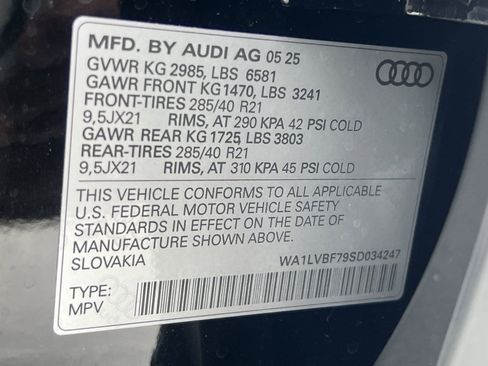 MFD. BY AUDI AG 05 25
GVWR KG 2985, LBS 6581
GAWR FRONT KG1470, LBS 3241
FRONT-TIRES 285/40 R21
9,5JX21 RIMS, AT 290 KPA 42 PSI COLD
GAWR REAR KG 1725, LBS 3803
REAR-TIRES 285/40 R21
9,5JX21 RIMS, AT 310 KPA 45 PSI COLD
THIS VEHICLE CONFORMS TO ALL APPLICABLE
U.S. FEDERAL MOTOR VEHICLE SAFETY
STANDARDS IN EFFECT ON THE DATE OF
MANUFACTURE SHOWN ABOVE.
SLOVAKIA WA1LVBF79SD034247
TYPE:
MPV